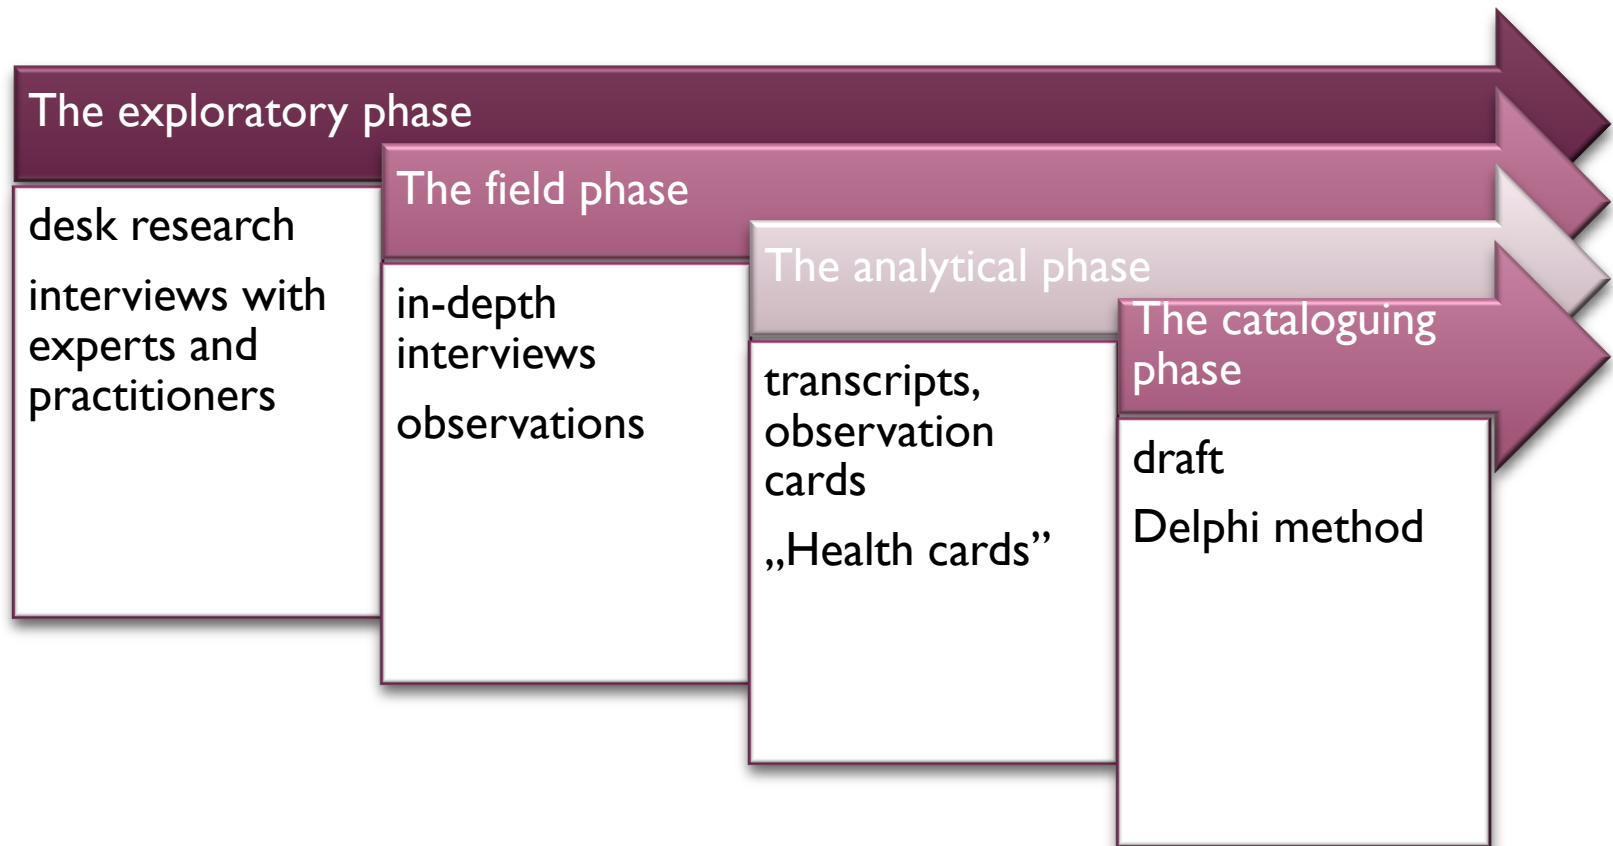 The exploratory phase
desk research
interviews with
experts and
practitioners
The field phase
in-depth
interviews
observations
The analytical phase
transcripts,
observation
cards
„Health cards”
The cataloguing
phase
draft
Delphi method